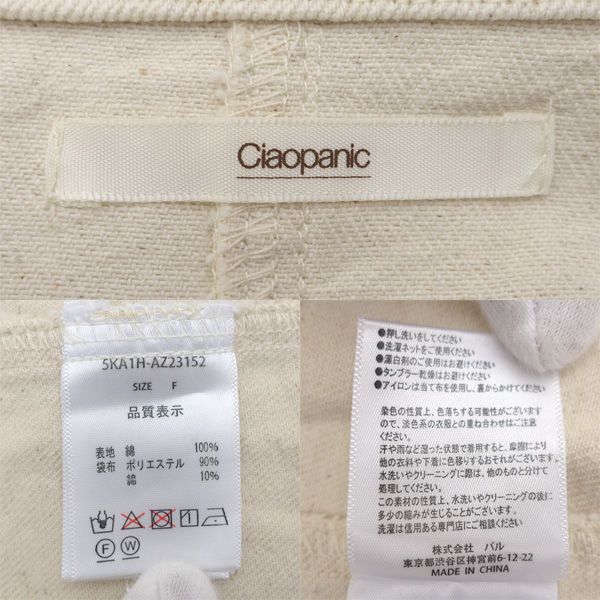 Ciaopanic
5KA1H-AZ23152
SIZE F
品質表示
表地 綿 100%
袋布 ポリエステル 90%
綿 10%
1
F W
●押し洗いをしてください
●洗濯ネットをご使用ください
●漂白剤のご使用はお避けください
●タンブラー乾燥はお避けください
●アイロンは当て布を使用し、裏からかけてください
染色の性質上、色落ちする可能性がございます
ので、淡色系の衣服との重ね合わせはご注意
ください。
汗や雨など湿った状態で着用すると、摩擦により
他の衣料や下着に色移りするおそれがございます。
水洗いやクリーニングに際は、他のものと分けて
処理してください。
この素材の性質上、水洗いやクリーニングの後に
多少の縮みが生じることがございます。
洗濯は信用ある専門店にご相談ください
株式会社 パル
東京都渋谷区神宮前6-12-22
MADE IN CHINA